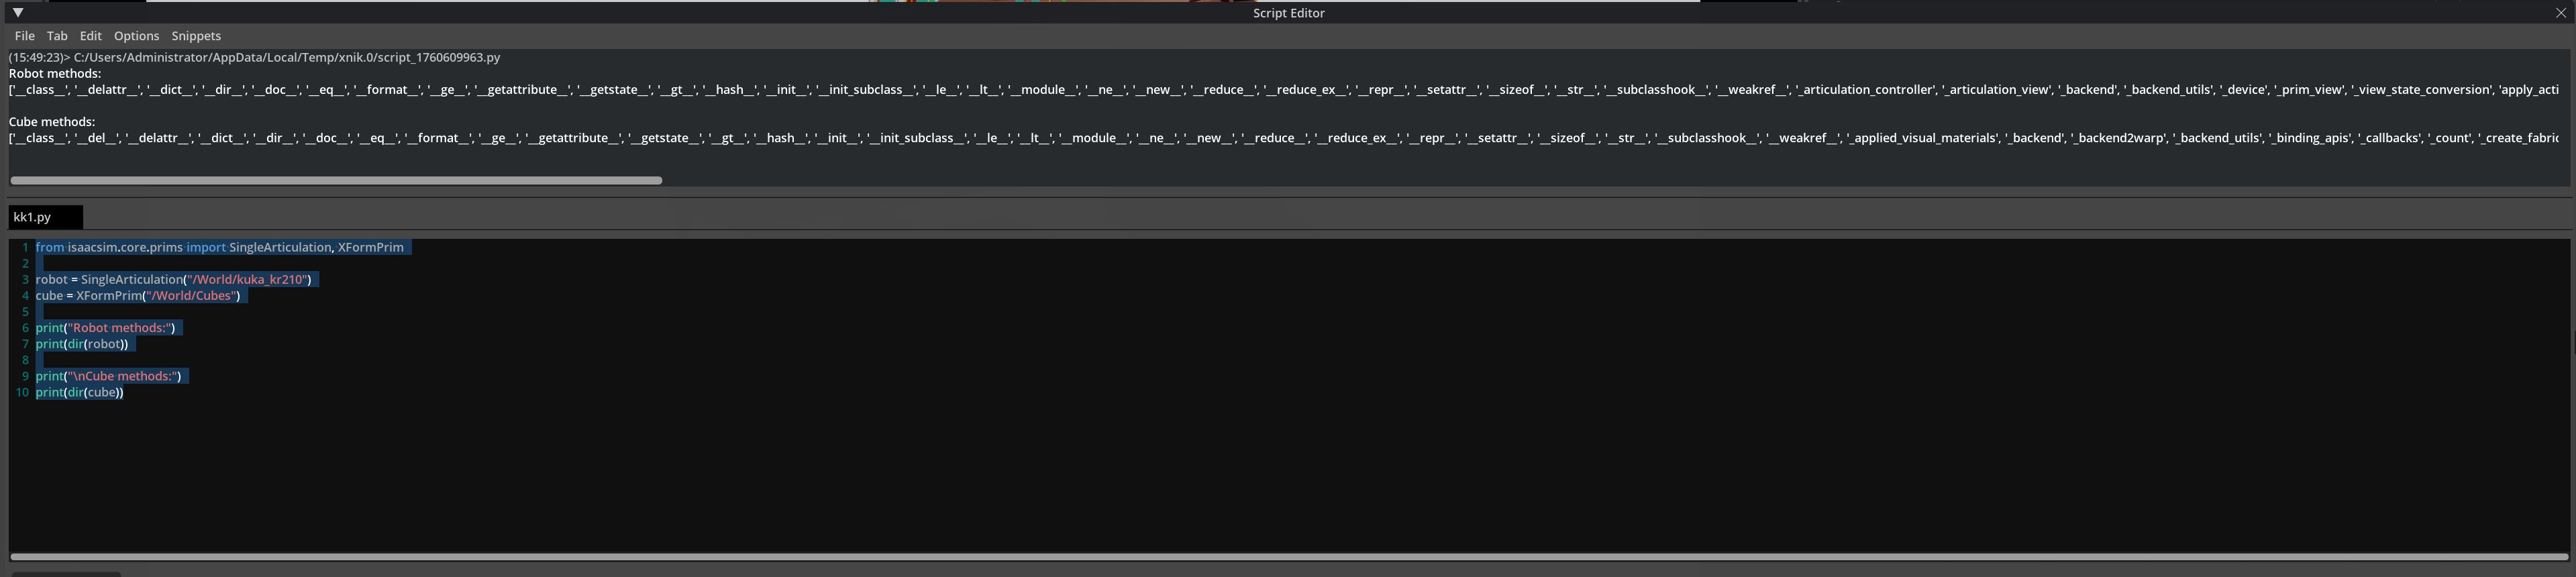 Script Editor
File Tab Edit Options Snippets
(15:49:23)> C:/Users/Administrator/AppData/Local/Temp/xnik.0/script_1760609963.py
Robot methods:
['__class__', '__delattr__', '__dict__', '__dir__', '__doc__', '__eq__', '__format__', '__ge__', '__getattribute__', '__getstate__', '__gt__', '__hash__', '__init__', '__init_subclass__', '__le__', '__lt__', '__module__', '__ne__', '__new__', '__reduce__', '__reduce_ex__', '__repr__', '__setattr__', '__sizeof__', '__str__', '__subclasshook__', '__weakref__', '_articulation_controller', '_articulation_view', '_backend', '_backend_utils', '_device', '_prim_view', '_view_state_conversion', 'apply_acti
Cube methods:
['__class__', '__del__', '__delattr__', '__dict__', '__dir__', '__doc__', '__eq__', '__format__', '__ge__', '__getattribute__', '__getstate__', '__gt__', '__hash__', '__init__', '__init_subclass__', '__le__', '__lt__', '__module__', '__ne__', '__new__', '__reduce__', '__reduce_ex__', '__repr__', '__setattr__', '__sizeof__', '__str__', '__subclasshook__', '__weakref__', '_applied_visual_materials', '_backend', '_backend2warp', '_backend_utils', '_binding_apis', '_callbacks', '_count', '_create_fabric
kk1.py
1 from isaacsim.core.prims import SingleArticulation, XFormPrim
2
3 robot = SingleArticulation("/World/kuka_kr210")
4 cube = XFormPrim("/World/Cubes")
5
6 print("Robot methods:")
7 print(dir(robot))
8
9 print("\nCube methods:")
10 print(dir(cube))